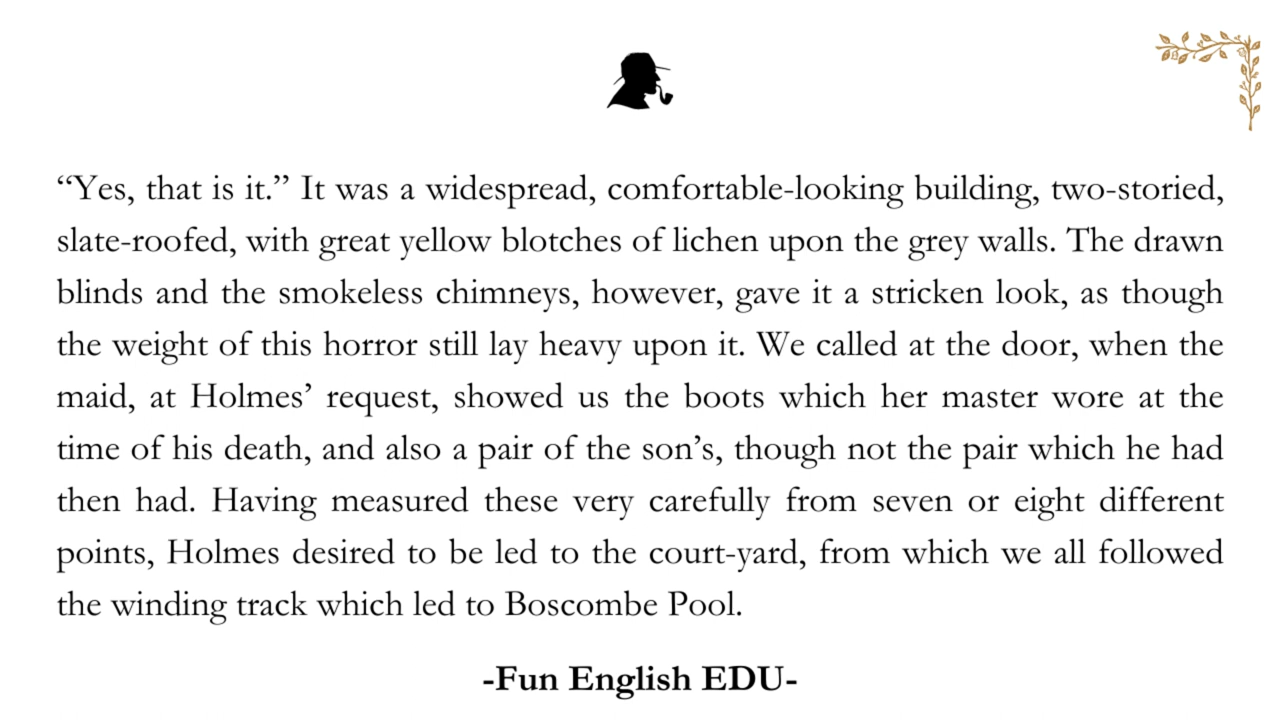 “Yes, that is it.” It was a widespread, comfortable-looking building, two-storied,
slate-roofed, with great yellow blotches of lichen upon the grey walls. The drawn
blinds and the smokeless chimneys, however, gave it a stricken look, as though
the weight of this horror still lay heavy upon it. We called at the door, when the
maid, at Holmes’ request, showed us the boots which her master wore at the
time of his death, and also a pair of the son’s, though not the pair which he had
then had. Having measured these very carefully from seven or eight different
points, Holmes desired to be led to the court-yard, from which we all followed
the winding track which led to Boscombe Pool.
-Fun English EDU-